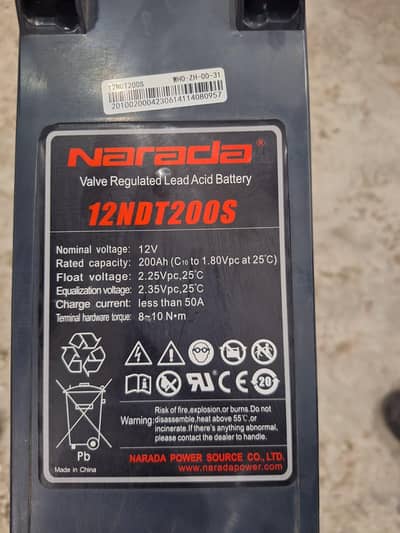 12NDT200S WHO-ZH-00-31
2010020004230614114080957
Narada®
Valve Regulated Lead Acid Battery
12NDT200S
Nominal voltage: 12V
Rated capacity: 200Ah (C10 to 1.80Vpc at 25℃)
Float voltage: 2.25Vpc,25℃
Equalization voltage: 2.35Vpc,25℃
Charge current: less than 50A
Terminal hardware torque: 8~10 N•m
20
Pb
Made in China
Warning: Risk of fire,explosion,or burns.Do not
disassemble,heat above 55℃,or
incinerate.If there's anything abnormal,
please contact the dealer to handle.
NARADA POWER SOURCE CO., LTD.
www.naradapower.com